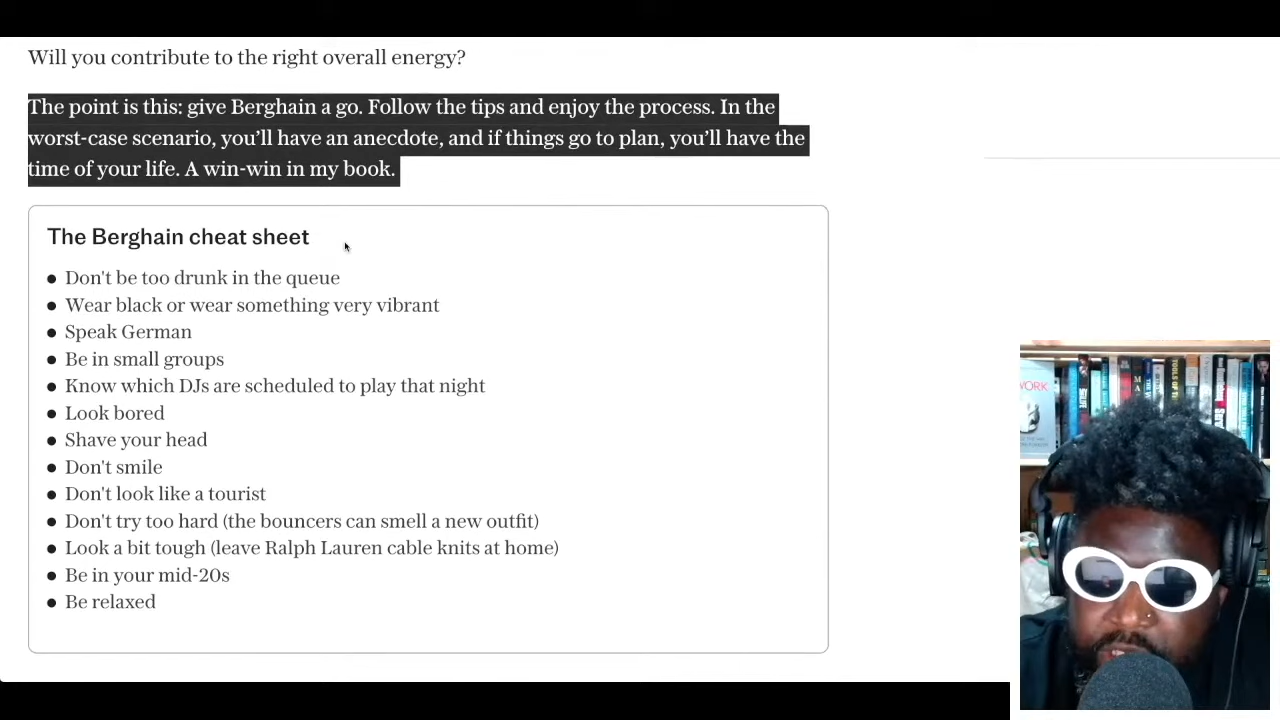 Will you contribute to the right overall energy?
The point is this: give Berghain a go. Follow the tips and enjoy the process. In the
worst-case scenario, you’ll have an anecdote, and if things go to plan, you’ll have the
time of your life. A win-win in my book.
The Berghain cheat sheet
● Don't be too drunk in the queue
● Wear black or wear something very vibrant
● Speak German
● Be in small groups
● Know which DJs are scheduled to play that night
● Look bored
● Shave your head
● Don't smile
● Don't look like a tourist
● Don't try too hard (the bouncers can smell a new outfit)
● Look a bit tough (leave Ralph Lauren cable knits at home)
● Be in your mid-20s
● Be relaxed
WORK